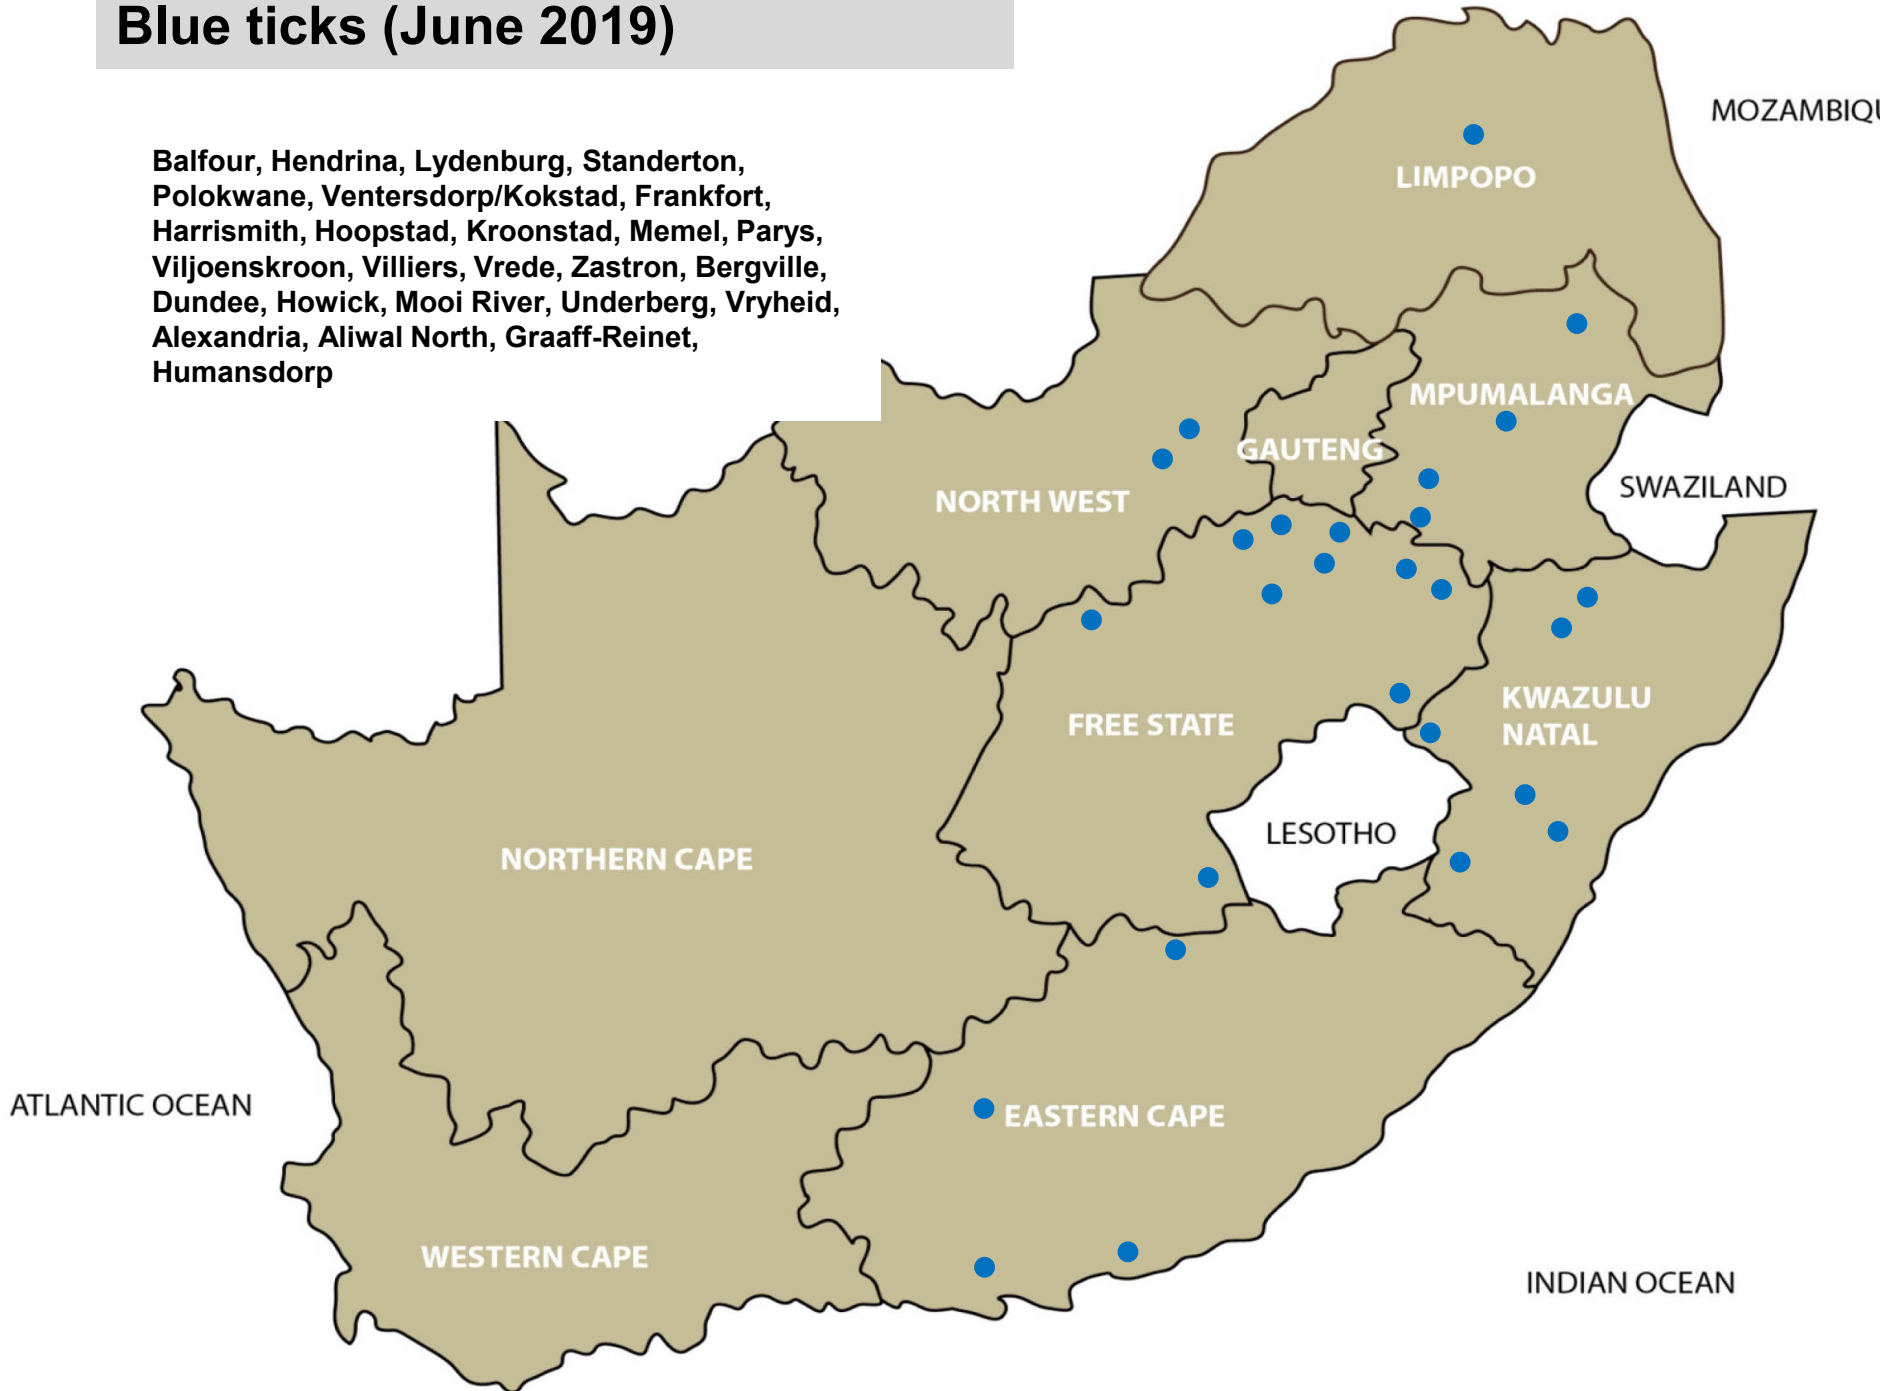 Blue ticks (June 2019)
Balfour, Hendrina, Lydenburg, Standerton,
Polokwane, Ventersdorp/Kokstad, Frankfort,
Harrismith, Hoopstad, Kroonstad, Memel, Parys,
Viljoenskroon, Villiers, Vrede, Zastron, Bergville,
Dundee, Howick, Mooi River, Underberg, Vryheid,
Alexandria, Aliwal North, Graaff-Reinet,
Humansdorp
MOZAMBIQU
LIMPOPO
MPUMALANGA
GAUTENG
SWAZILAND
NORTH WEST
KWAZULU
NATAL
FREE STATE
LESOTHO
NORTHERN CAPE
ATLANTIC OCEAN
EASTERN CAPE
WESTERN CAPE
INDIAN OCEAN